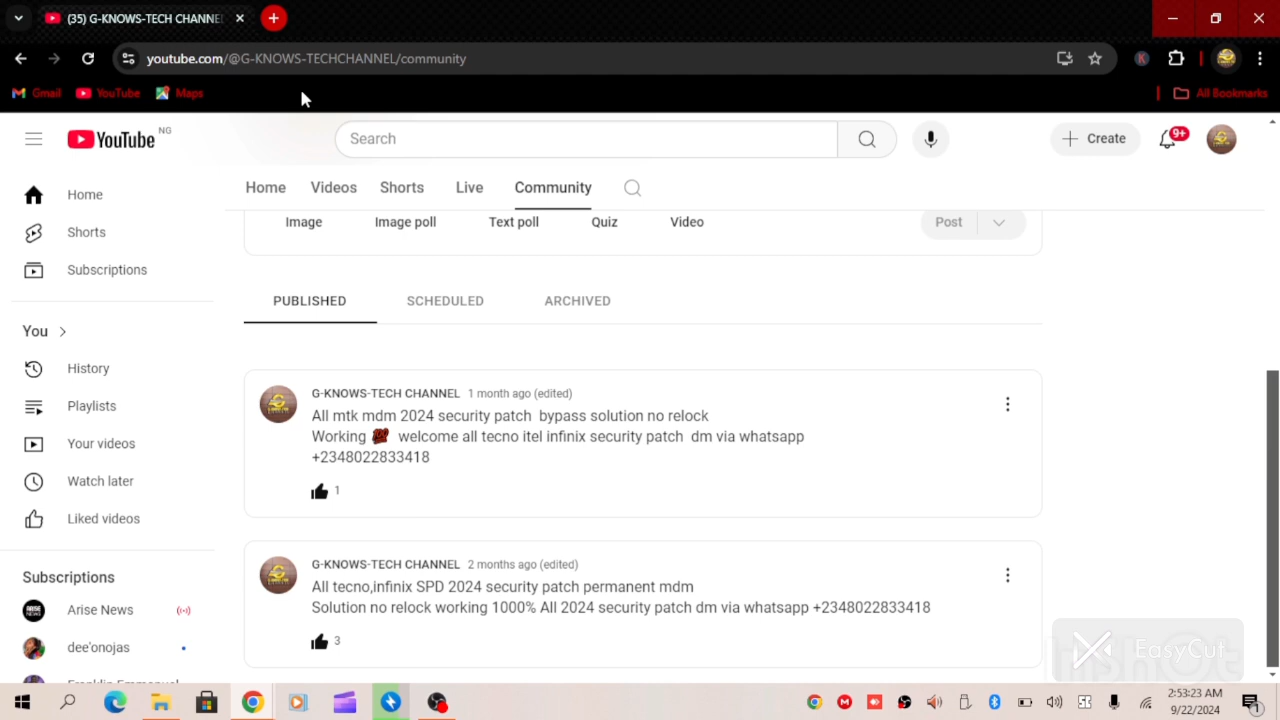 (35) G-KNOWS-TECH CHANNE
youtube.com/@G-KNOWS-TECHCHANNEL/community
K
Gmail YouTube Maps All Bookmarks
YouTube NG
Search
Create
9+
Home Videos Shorts Live Community
Image Image poll Text poll Quiz Video Post
Home
Shorts
Subscriptions
You
History
Playlists
Your videos
Watch later
Liked videos
Subscriptions
Arise News
dee'onojas
PUBLISHED SCHEDULED ARCHIVED
G-KNOWS-TECH CHANNEL 1 month ago (edited)
All mtk mdm 2024 security patch bypass solution no relock
Working 💯 welcome all tecno itel infinix security patch dm via whatsapp
+2348022833418
1
G-KNOWS-TECH CHANNEL 2 months ago (edited)
All tecno,infinix SPD 2024 security patch permanent mdm
Solution no relock working 1000% All 2024 security patch dm via whatsapp +2348022833418
3
EasyCut
InShot
2:53:23 AM
9/22/2024
1